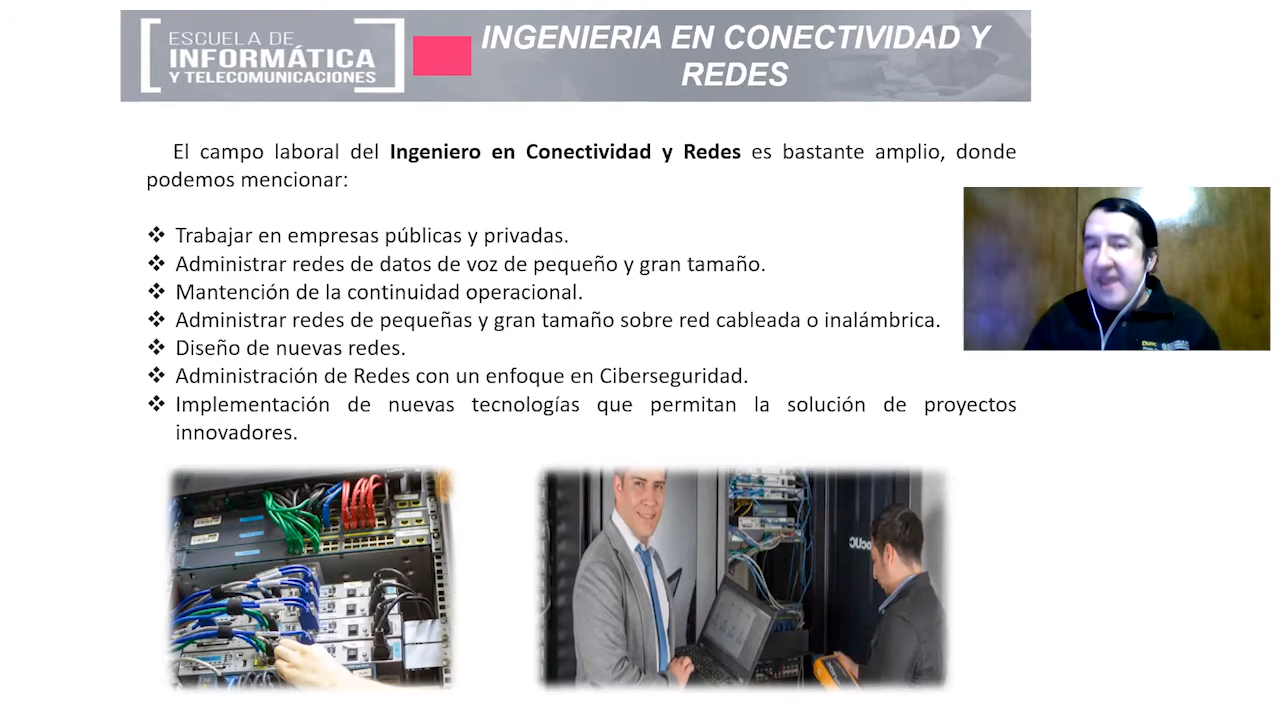 ESCUELA DE
INFORMÁTICA
Y TELECOMUNICACIONES
INGENIERIA EN CONECTIVIDAD Y
REDES
El campo laboral del Ingeniero en Conectividad y Redes es bastante amplio, donde
podemos mencionar:
❖ Trabajar en empresas públicas y privadas.
❖ Administrar redes de datos de voz de pequeño y gran tamaño.
❖ Mantención de la continuidad operacional.
❖ Administrar redes de pequeñas y gran tamaño sobre red cableada o inalámbrica.
❖ Diseño de nuevas redes.
❖ Administración de Redes con un enfoque en Ciberseguridad.
❖ Implementación de nuevas tecnologías que permitan la solución de proyectos
innovadores.